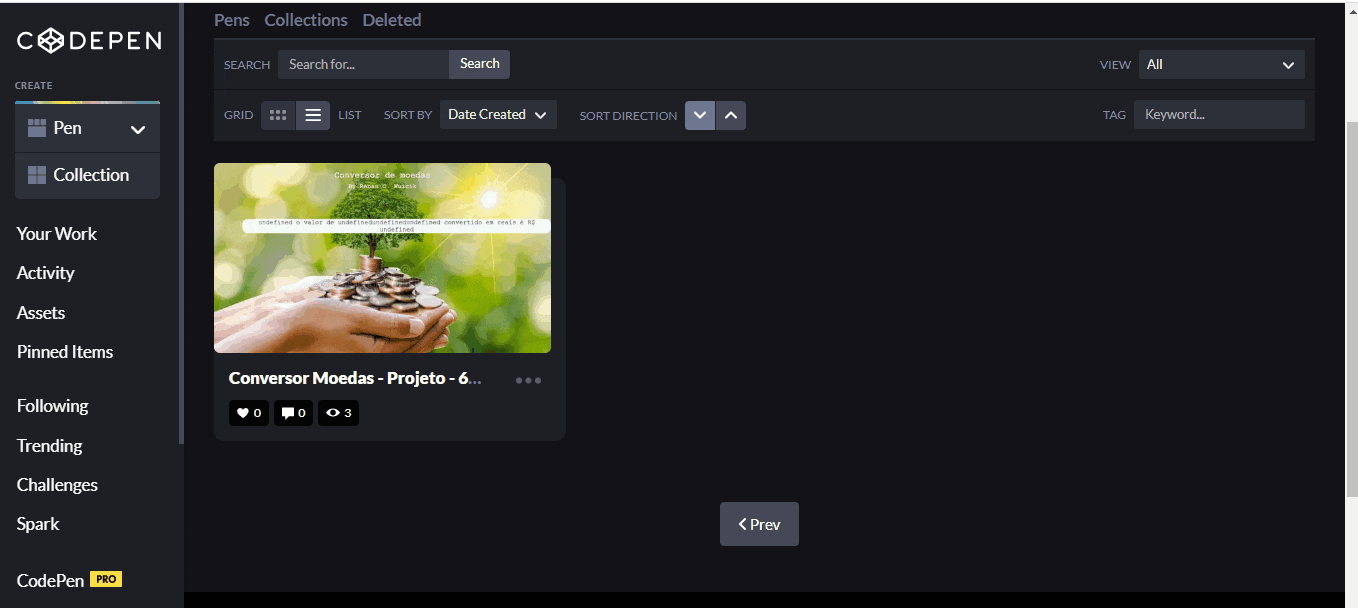 CODEPEN
Pens Collections Deleted
SEARCH Search for... Search VIEW All
CREATE
Pen
Collection
GRID LIST SORT BY Date Created SORT DIRECTION TAG Keyword...
Your Work
Activity
Assets
Pinned Items
Following
Trending
Challenges
Spark
CodePen PRO
Conversor de moedas
By Renan C. Wuicik
undefined o valor de undefinedundefinedundefined convertido em reais é R$
undefined
Conversor Moedas - Projeto - 6...
0 0 3
Prev